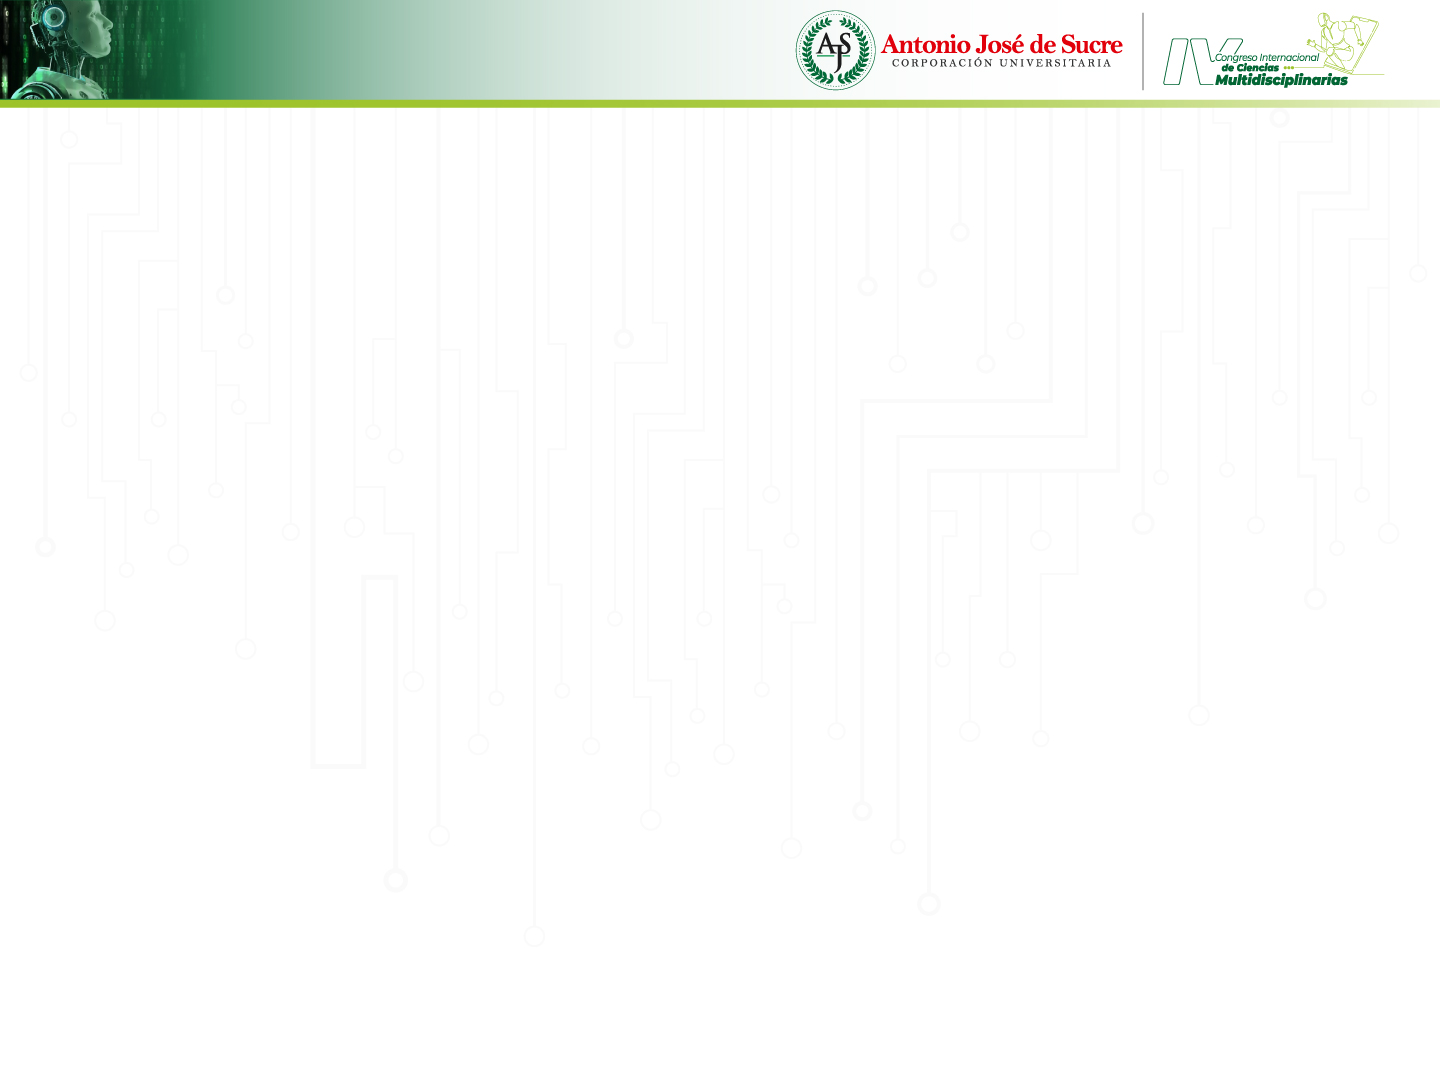 AJS
Antonio José de Sucre
CORPORACIÓN UNIVERSITARIA
IV
Congreso Internacional
de Ciencias
Multidisciplinarias